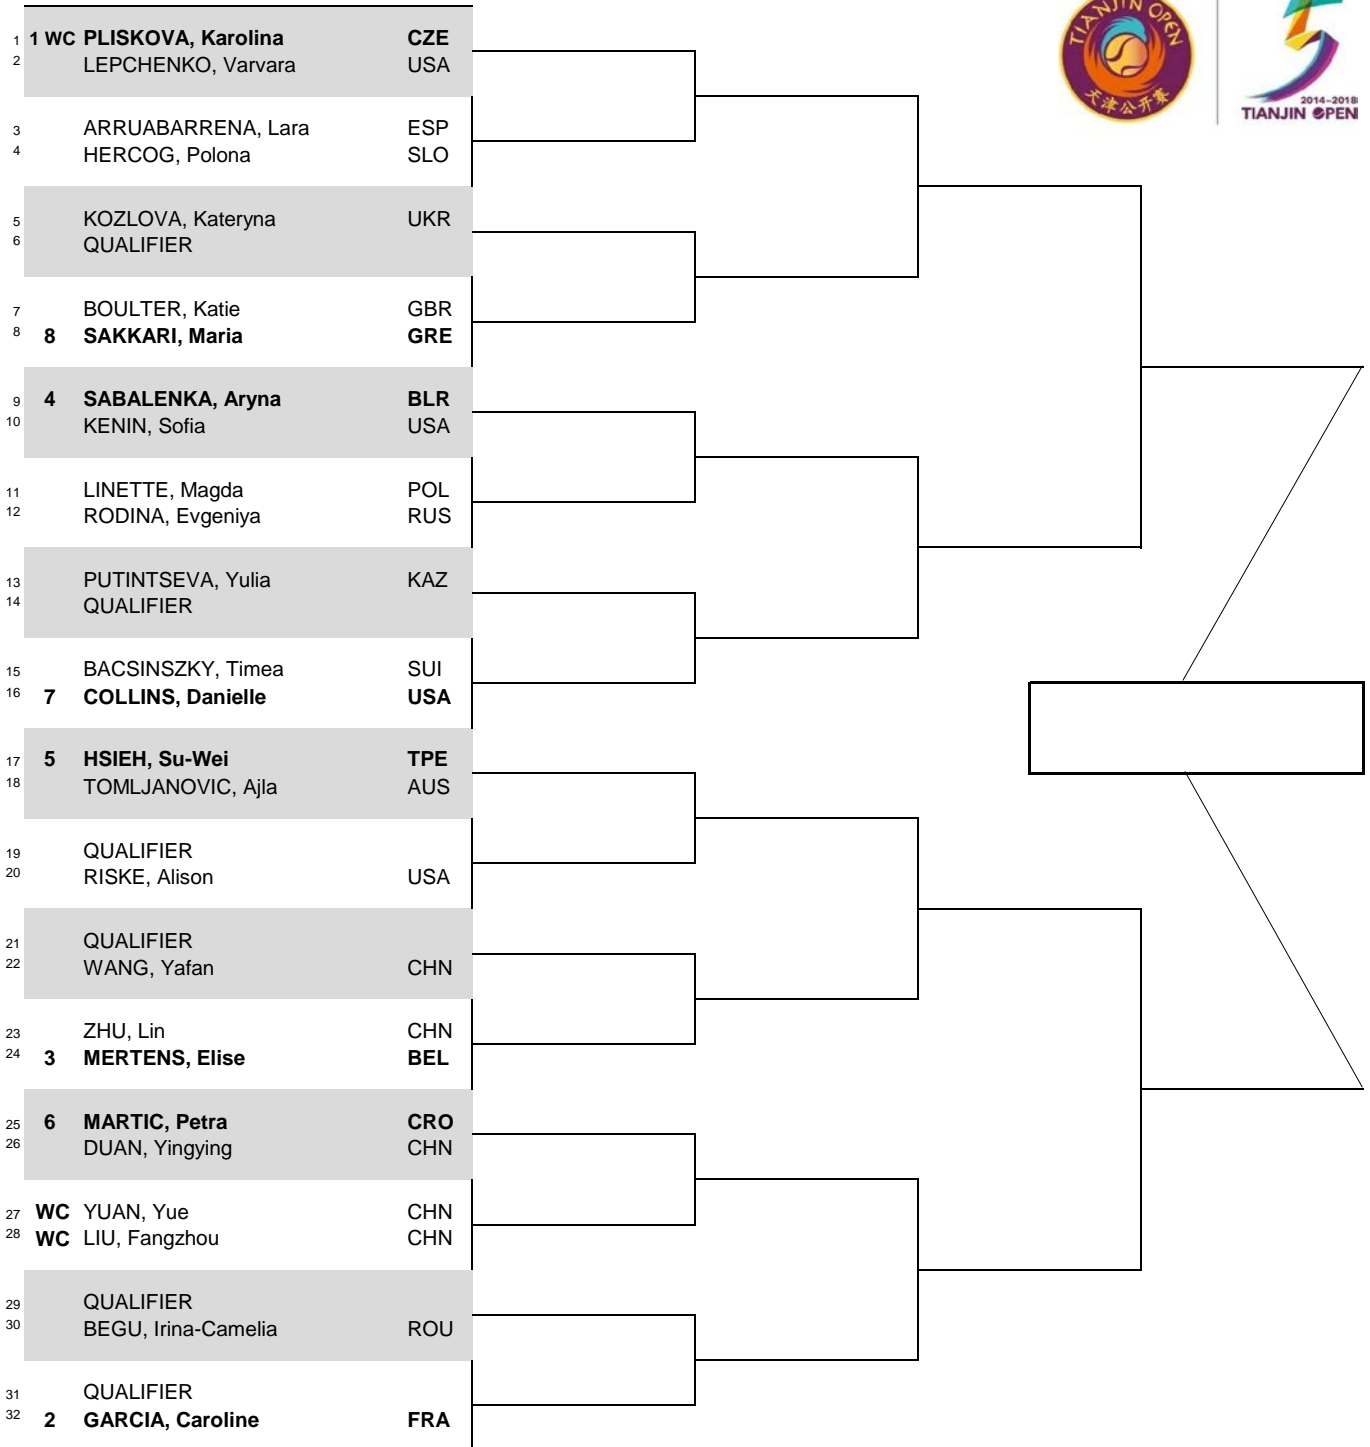 TIANJIN OPEN
天津公开赛
2014~2018
TIANJIN OPEN
1 1 WC PLISKOVA, Karolina CZE
2 LEPCHENKO, Varvara USA
3 ARRUABARRENA, Lara ESP
4 HERCOG, Polona SLO
5 KOZLOVA, Kateryna UKR
6 QUALIFIER
7 BOULTER, Katie GBR
8 8 SAKKARI, Maria GRE
9 4 SABALENKA, Aryna BLR
10 KENIN, Sofia USA
11 LINETTE, Magda POL
12 RODINA, Evgeniya RUS
13 PUTINTSEVA, Yulia KAZ
14 QUALIFIER
15 BACSINSZKY, Timea SUI
16 7 COLLINS, Danielle USA
17 5 HSIEH, Su-Wei TPE
18 TOMLJANOVIC, Ajla AUS
19 QUALIFIER
20 RISKE, Alison USA
21 QUALIFIER
22 WANG, Yafan CHN
23 ZHU, Lin CHN
24 3 MERTENS, Elise BEL
25 6 MARTIC, Petra CRO
26 DUAN, Yingying CHN
27 WC YUAN, Yue CHN
28 WC LIU, Fangzhou CHN
29 QUALIFIER
30 BEGU, Irina-Camelia ROU
31 QUALIFIER
32 2 GARCIA, Caroline FRA